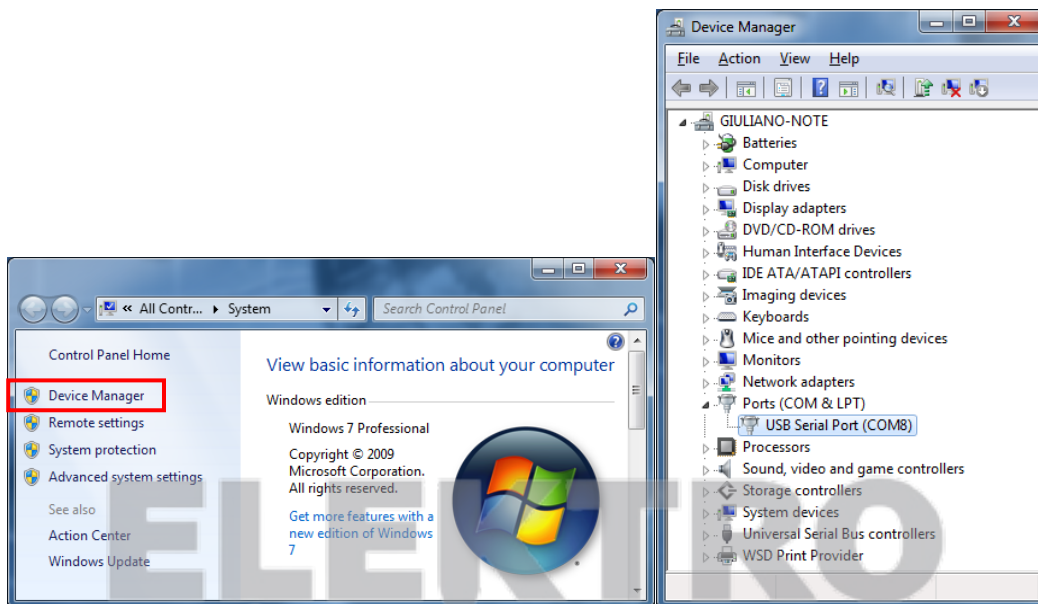 All Contr...
System
Search Control Panel
Control Panel Home
Device Manager
Remote settings
System protection
Advanced system settings
See also
Action Center
Windows Update
View basic information about your computer
Windows edition
Windows 7 Professional
Copyright © 2009
Microsoft Corporation.
All rights reserved.
Get more features with a
new edition of Windows
7
Device Manager
File Action View Help
GIULIANO-NOTE
Batteries
Computer
Disk drives
Display adapters
DVD/CD-ROM drives
Human Interface Devices
IDE ATA/ATAPI controllers
Imaging devices
Keyboards
Mice and other pointing devices
Monitors
Network adapters
Ports (COM & LPT)
USB Serial Port (COM8)
Processors
Sound, video and game controllers
Storage controllers
System devices
Universal Serial Bus controllers
WSD Print Provider
ELEKTRO